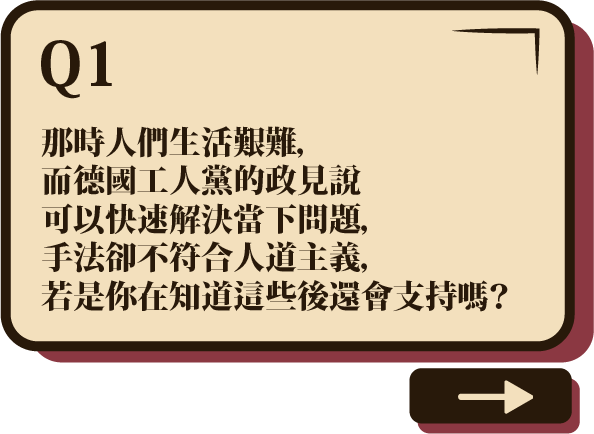 Q1
那時人們生活艱難,
而德國工人黨的政見說
可以快速解決當下問題,
手法卻不符合人道主義,
若是你在知道這些後還會支持嗎?